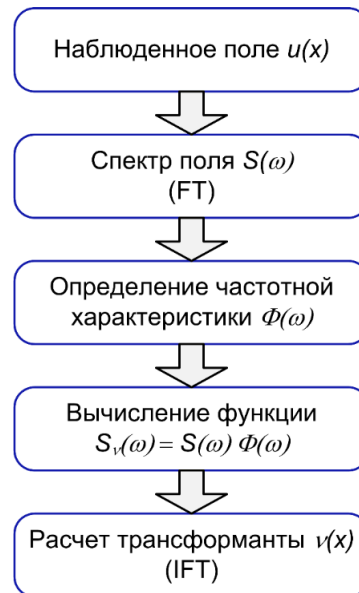 Наблюденное поле u(x)
Спектр поля S(ω)
(FT)
Определение частотной
характеристики Φ(ω)
Вычисление функции
Sᵥ(ω) = S(ω) Φ(ω)
Расчет трансформанты ν(x)
(IFT)